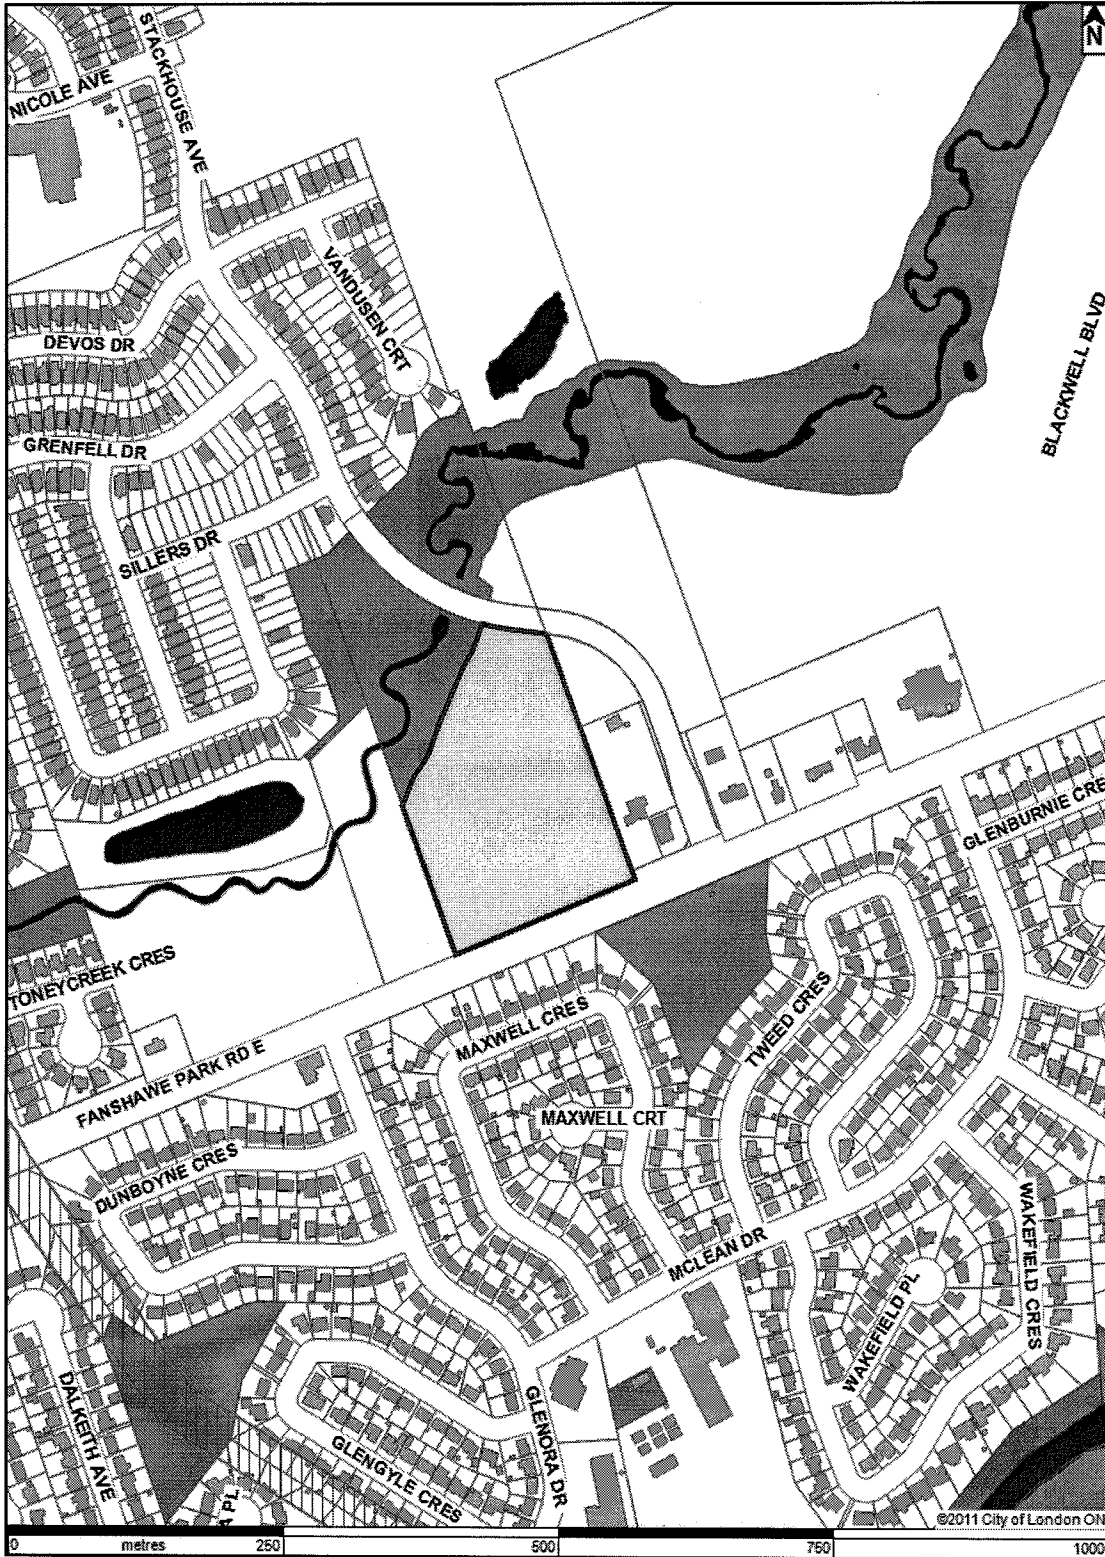 N
STACKHOUSE AVE
NICOLE AVE
VANDUSEN CRT
DEVOS DR
BLACKWELL BLVD
GRENFELL DR
SILLERS DR
GLENBURNIE CRE
TONEYCREEK CRES
MAXWELL CRES
TWEED CRES
FANSHAWE PARK RD E
MAXWELL CRT
DUNBOYNE CRES
WAKEFIELD CRES
MCLEAN DR
WAKEFIELD PL
DALKEITH AVE
GLENORA DR
GLENGYLE CRES
A PL
©2011 City of London ON
0 metres 250 500 750 1000